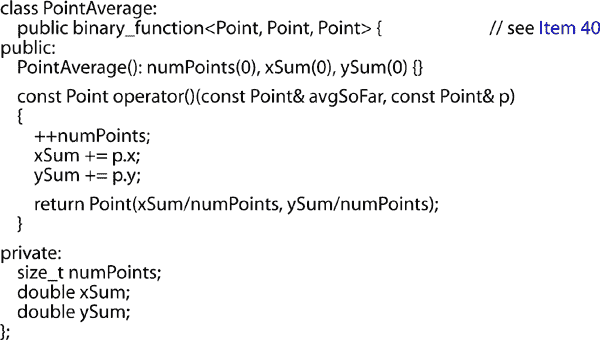 class PointAverage:
public binary_function<Point, Point, Point> { // see Item 40
public:
PointAverage(): numPoints(0), xSum(0), ySum(0) {}
const Point operator()(const Point& avgSoFar, const Point& p)
{
++numPoints;
xSum += p.x;
ySum += p.y;
return Point(xSum/numPoints, ySum/numPoints);
}
private:
size_t numPoints;
double xSum;
double ySum;
};